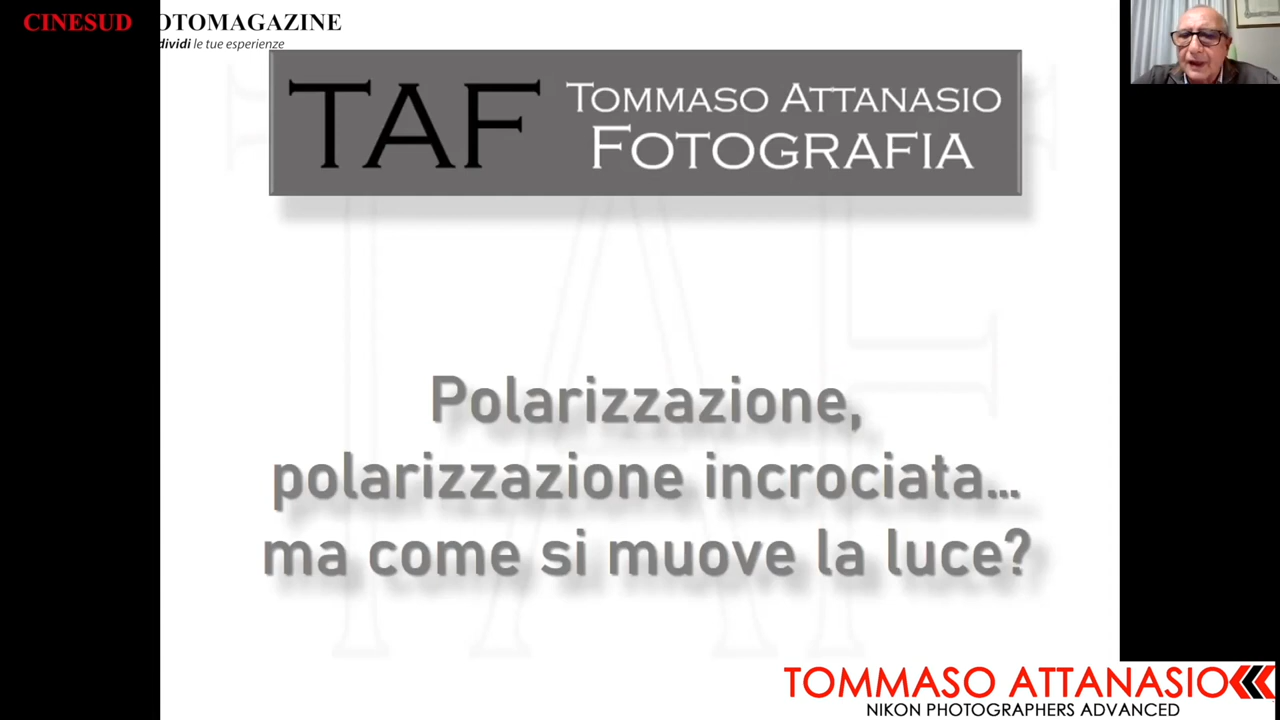 CINESUD OTOMAGAZINE
dividi le tue esperienze
TAF
TOMMASO ATTANASIO
FOTOGRAFIA
Polarizzazione,
polarizzazione incrociata...
ma come si muove la luce?
TOMMASO ATTANASIO
NIKON PHOTOGRAPHERS ADVANCED